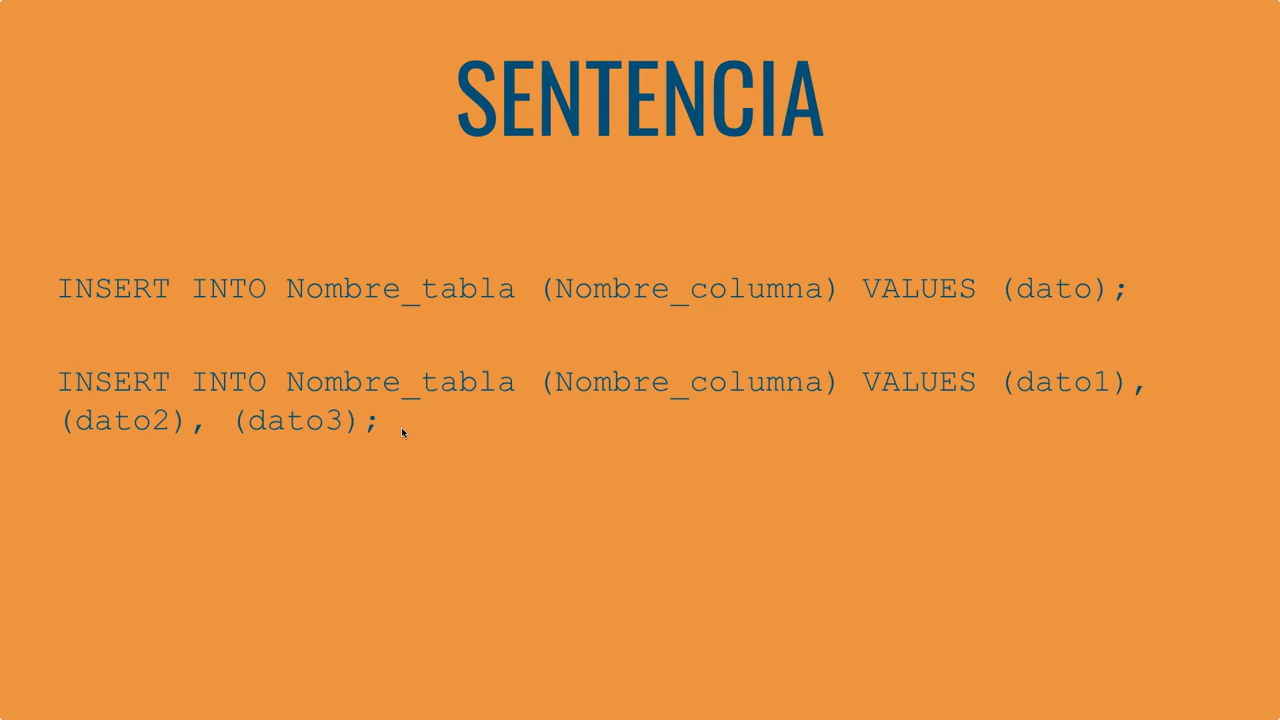 SENTENCIA
INSERT INTO Nombre_tabla (Nombre_columna) VALUES (dato);
INSERT INTO Nombre_tabla (Nombre_columna) VALUES (dato1),
(dato2), (dato3);